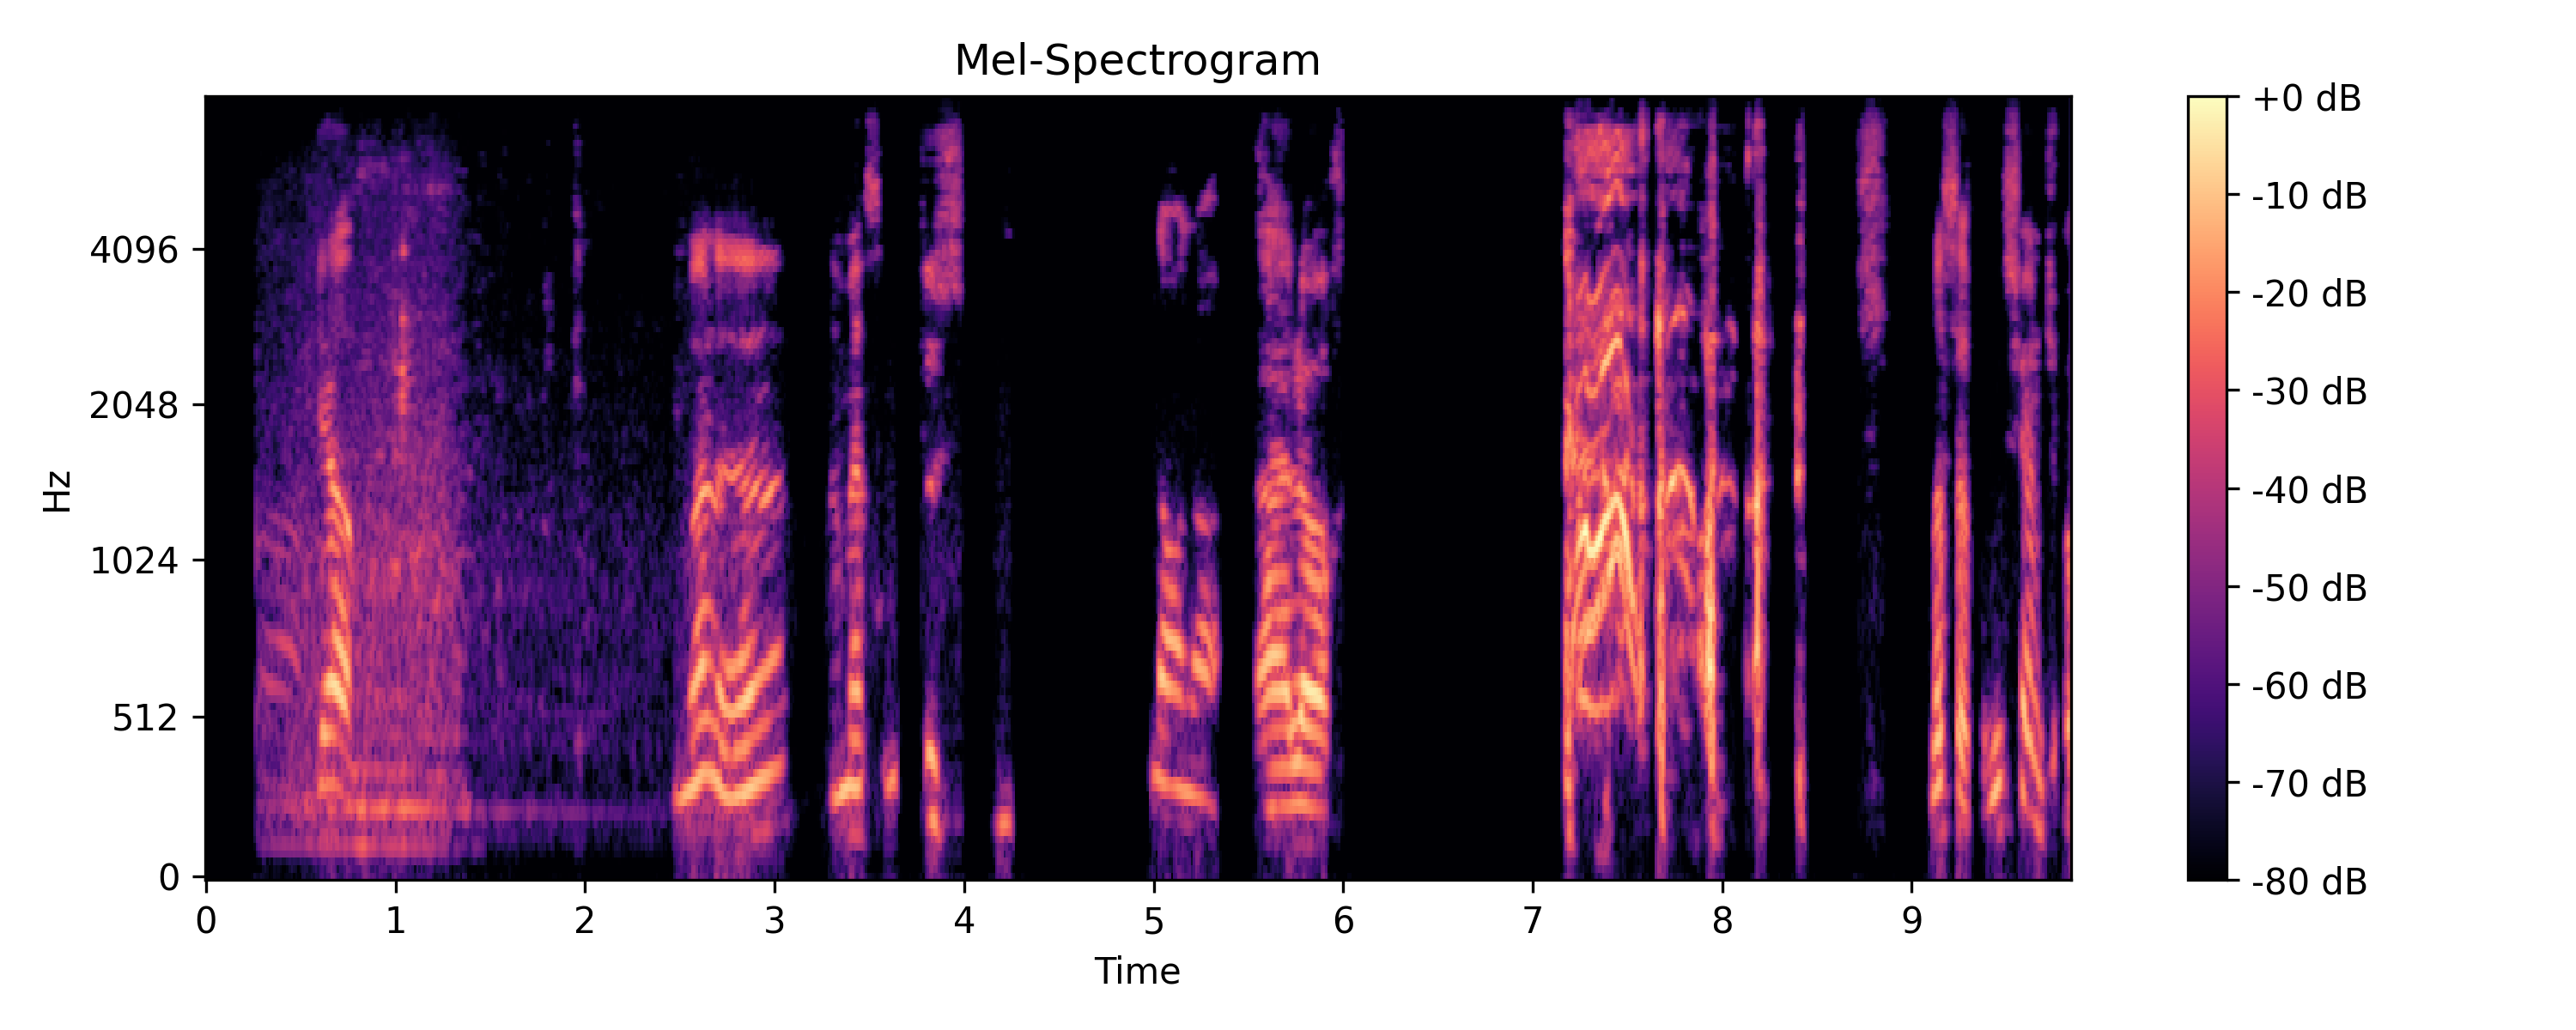 Mel-Spectrogram
+0 dB
-10 dB
-20 dB
-30 dB
-40 dB
-50 dB
-60 dB
-70 dB
-80 dB
4096
2048
1024
512
0
Hz
0 1 2 3 4 5 6 7 8 9
Time